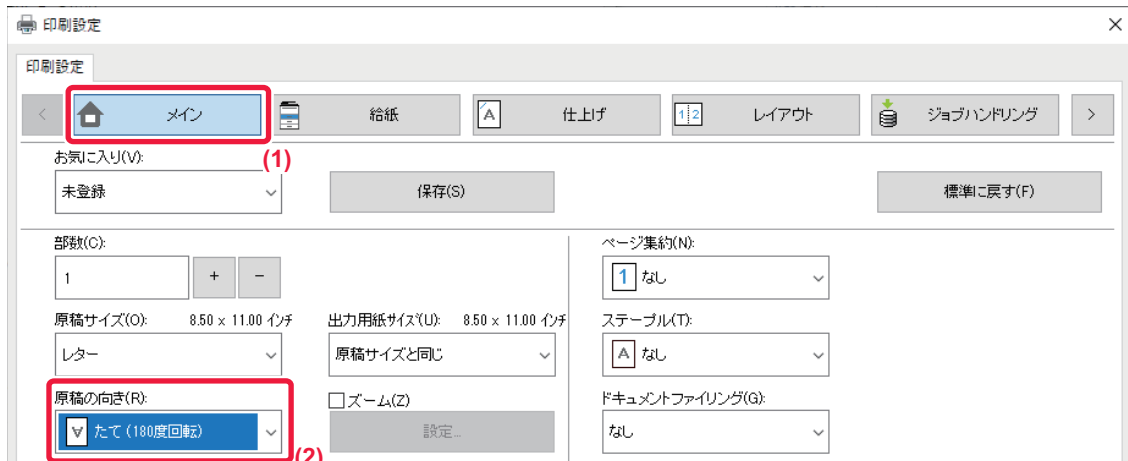 印刷設定
印刷設定
メイン
給紙
仕上げ
レイアウト
ジョブハンドリング
(1)
お気に入り(V):
未登録
保存(S)
標準に戻す(F)
部数(C):
1
+
-
ページ集約(N):
1 なし
原稿サイズ(O): 8.50 x 11.00 インチ
出力用紙サイズ(U): 8.50 x 11.00 インチ
ステープル(T):
レター
原稿サイズと同じ
A なし
原稿の向き(R):
ズーム(Z)
ドキュメントファイリング(G):
たて (180度回転)
設定...
なし
(2)